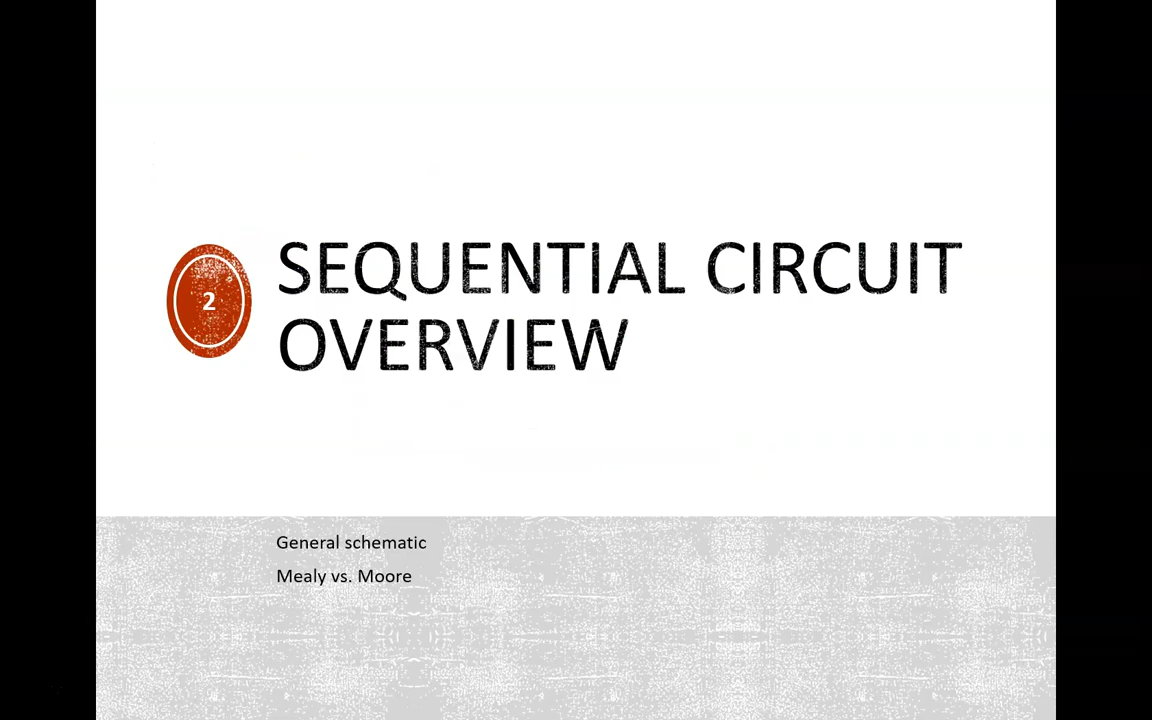 2
SEQUENTIAL CIRCUIT
OVERVIEW
General schematic
Mealy vs. Moore